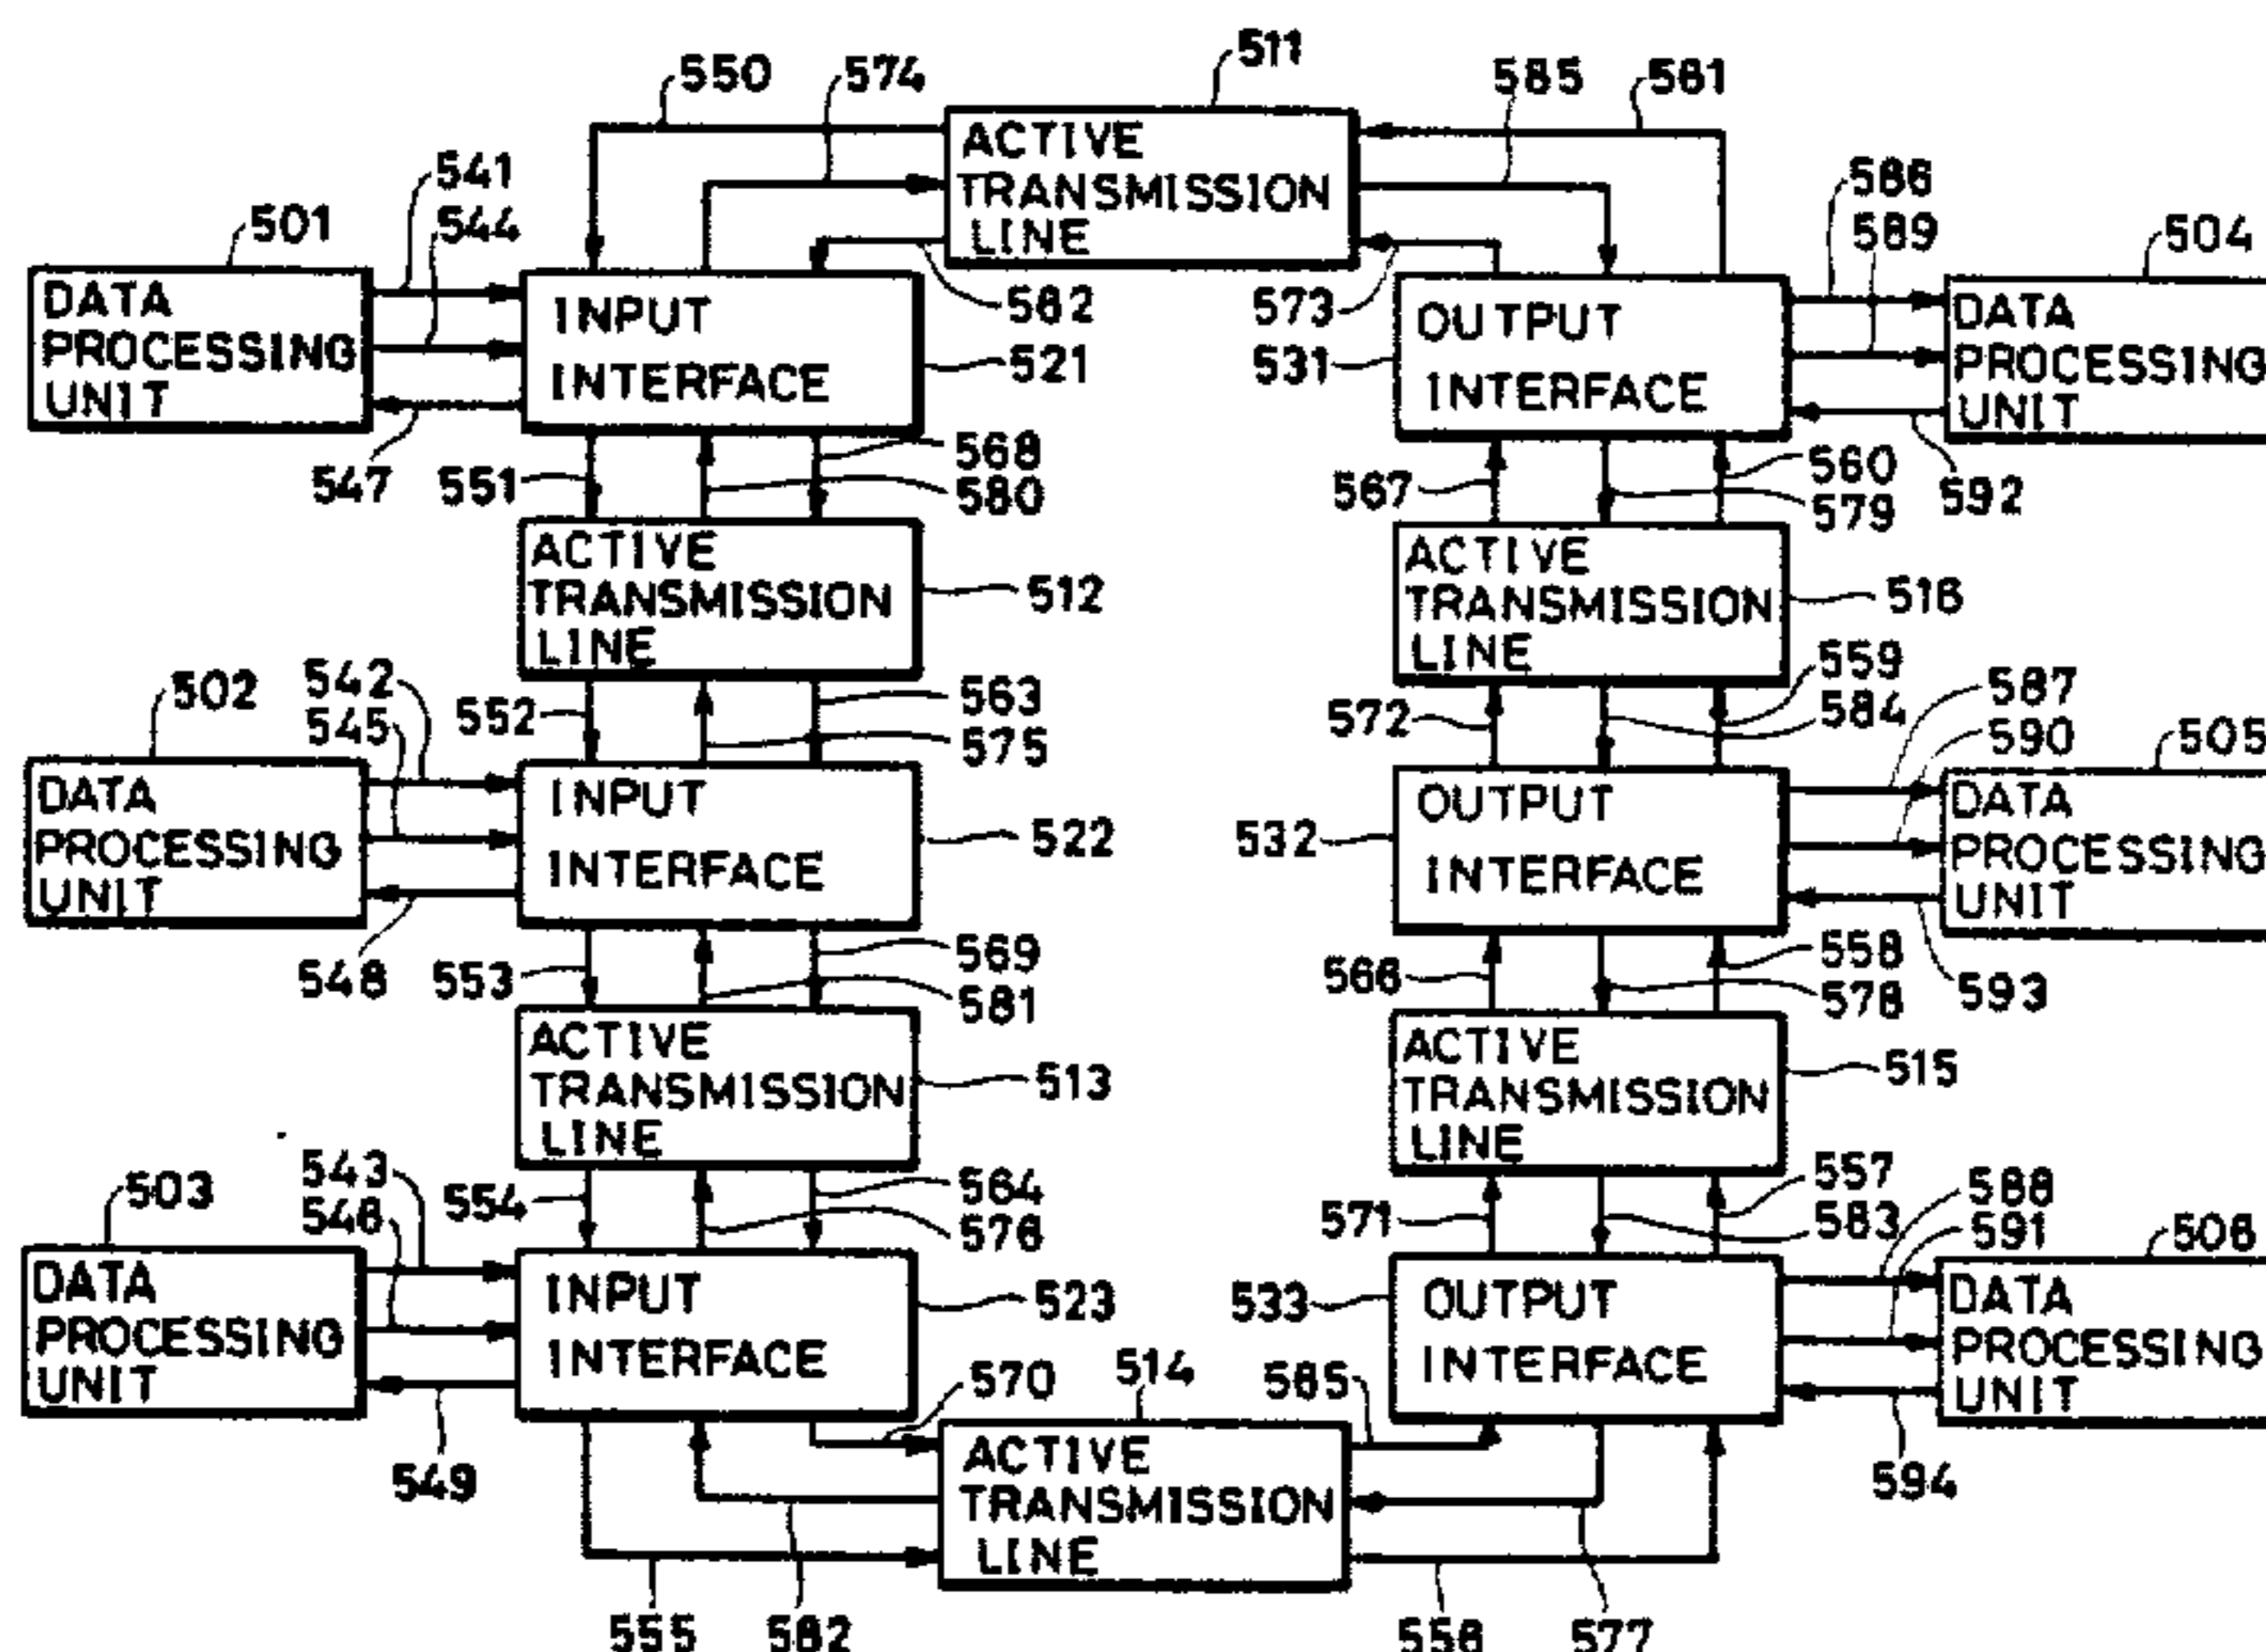 511
550
574
585
561
ACTIVE
TRANSMISSION
LINE
541
544
501
586
589
504
DATA
PROCESSING
UNIT
INPUT
INTERFACE
562
521
573
531
OUTPUT
INTERFACE
DATA
PROCESSING
UNIT
547
551
568
580
567
560
579
592
ACTIVE
TRANSMISSION
LINE
512
ACTIVE
TRANSMISSION
LINE
516
502
542
545
552
563
575
572
559
584
587
590
505
DATA
PROCESSING
UNIT
INPUT
INTERFACE
522
532
OUTPUT
INTERFACE
DATA
PROCESSING
UNIT
548
553
569
581
566
558
578
593
ACTIVE
TRANSMISSION
LINE
513
ACTIVE
TRANSMISSION
LINE
515
503
543
546
554
564
576
571
557
583
588
591
506
DATA
PROCESSING
UNIT
INPUT
INTERFACE
523
533
OUTPUT
INTERFACE
DATA
PROCESSING
UNIT
549
570
514
565
594
ACTIVE
TRANSMISSION
LINE
555
582
556
577